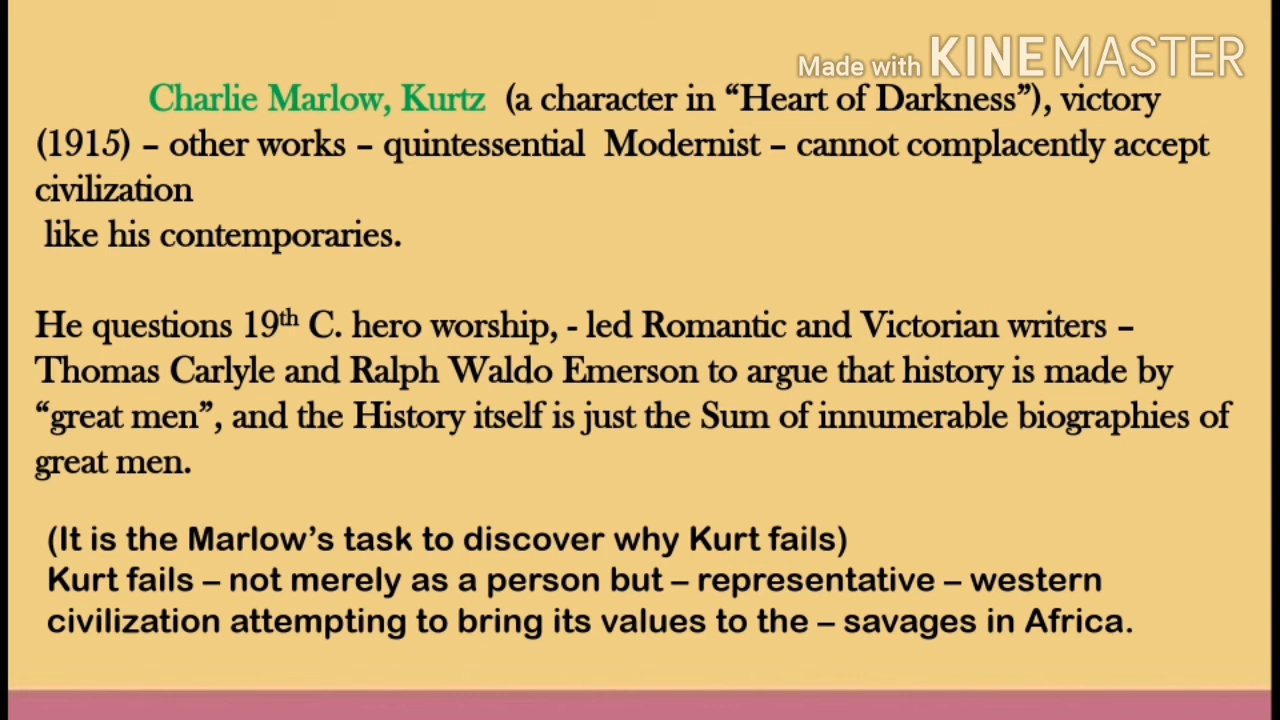 Made with KINEMASTER
Charlie Marlow, Kurtz (a character in “Heart of Darkness”), victory
(1915) – other works – quintessential Modernist – cannot complacently accept
civilization
like his contemporaries.
He questions 19th C. hero worship, - led Romantic and Victorian writers –
Thomas Carlyle and Ralph Waldo Emerson to argue that history is made by
“great men”, and the History itself is just the Sum of innumerable biographies of
great men.
(It is the Marlow’s task to discover why Kurt fails)
Kurt fails – not merely as a person but – representative – western
civilization attempting to bring its values to the – savages in Africa.